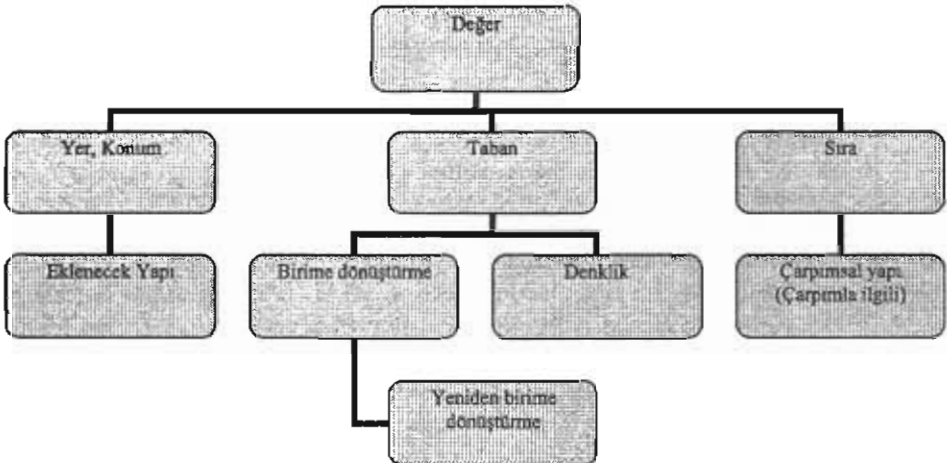 Değer
Yer, Konum
Taban
Sıra
Eklenecek Yapı
Birime dönüştürme
Denklik
Çarpımsal yapı
(Çarpımla ilgili)
Yeniden birime
dönüştürme